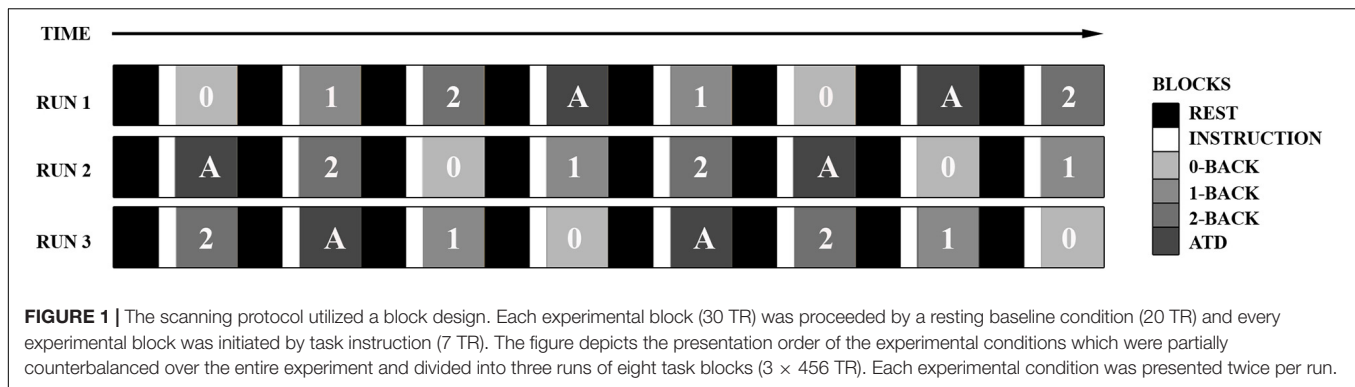 TIME
RUN 1 0 1 2 A 1 0 A 2
RUN 2 A 2 0 1 2 A 0 1
RUN 3 2 A 1 0 A 2 1 0
BLOCKS
REST
INSTRUCTION
0-BACK
1-BACK
2-BACK
ATD
FIGURE 1 | The scanning protocol utilized a block design. Each experimental block (30 TR) was proceeded by a resting baseline condition (20 TR) and every
experimental block was initiated by task instruction (7 TR). The figure depicts the presentation order of the experimental conditions which were partially
counterbalanced over the entire experiment and divided into three runs of eight task blocks (3 × 456 TR). Each experimental condition was presented twice per run.